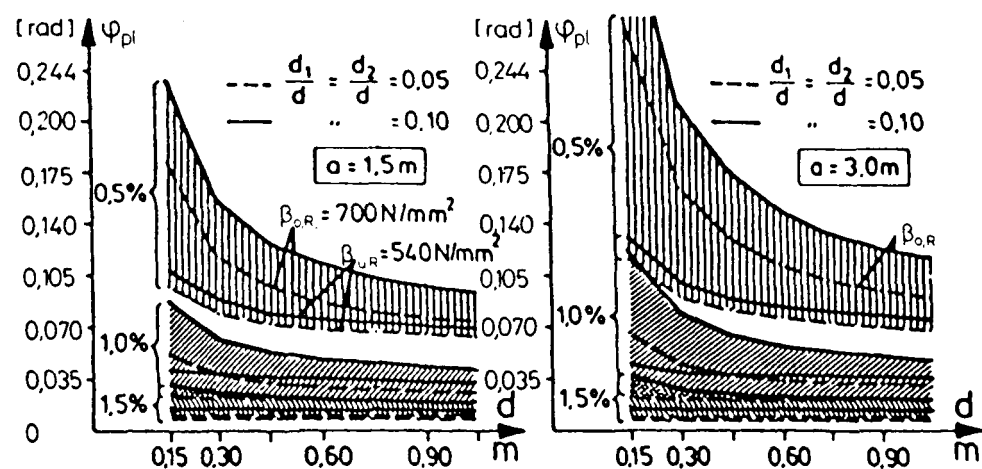 [rad] φpl
0,244
0,200
0,175
0,140
0,105
0,070
0,035
0
0,5%
1,0%
1,5%
--- d₁/d = d₂/d = 0,05
— " = 0,10
a = 1,5 m
βo,R = 700 N/mm²
βu,R = 540 N/mm²
0,15 0,30 0,60 0,90 d
m
[rad] φpl
0,244
0,200
0,175
0,140
0,105
0,070
0,035
0,5%
1,0%
1,5%
--- d₁/d = d₂/d = 0,05
— " = 0,10
a = 3.0m
βo,R
0,15 0,30 0,60 0,90 d
m